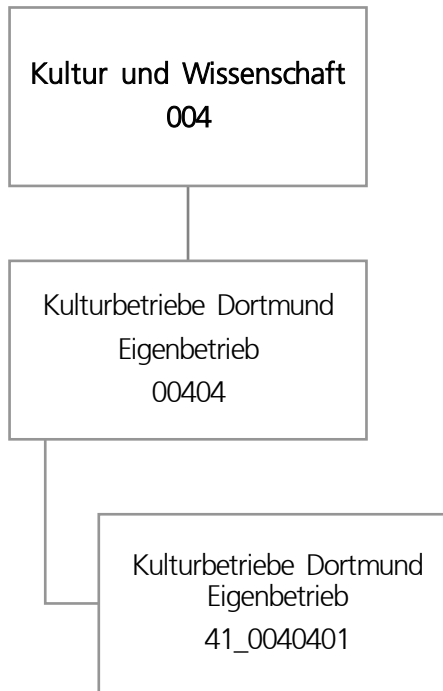 Kultur und Wissenschaft
004
Kulturbetriebe Dortmund
Eigenbetrieb
00404
Kulturbetriebe Dortmund
Eigenbetrieb
41_0040401